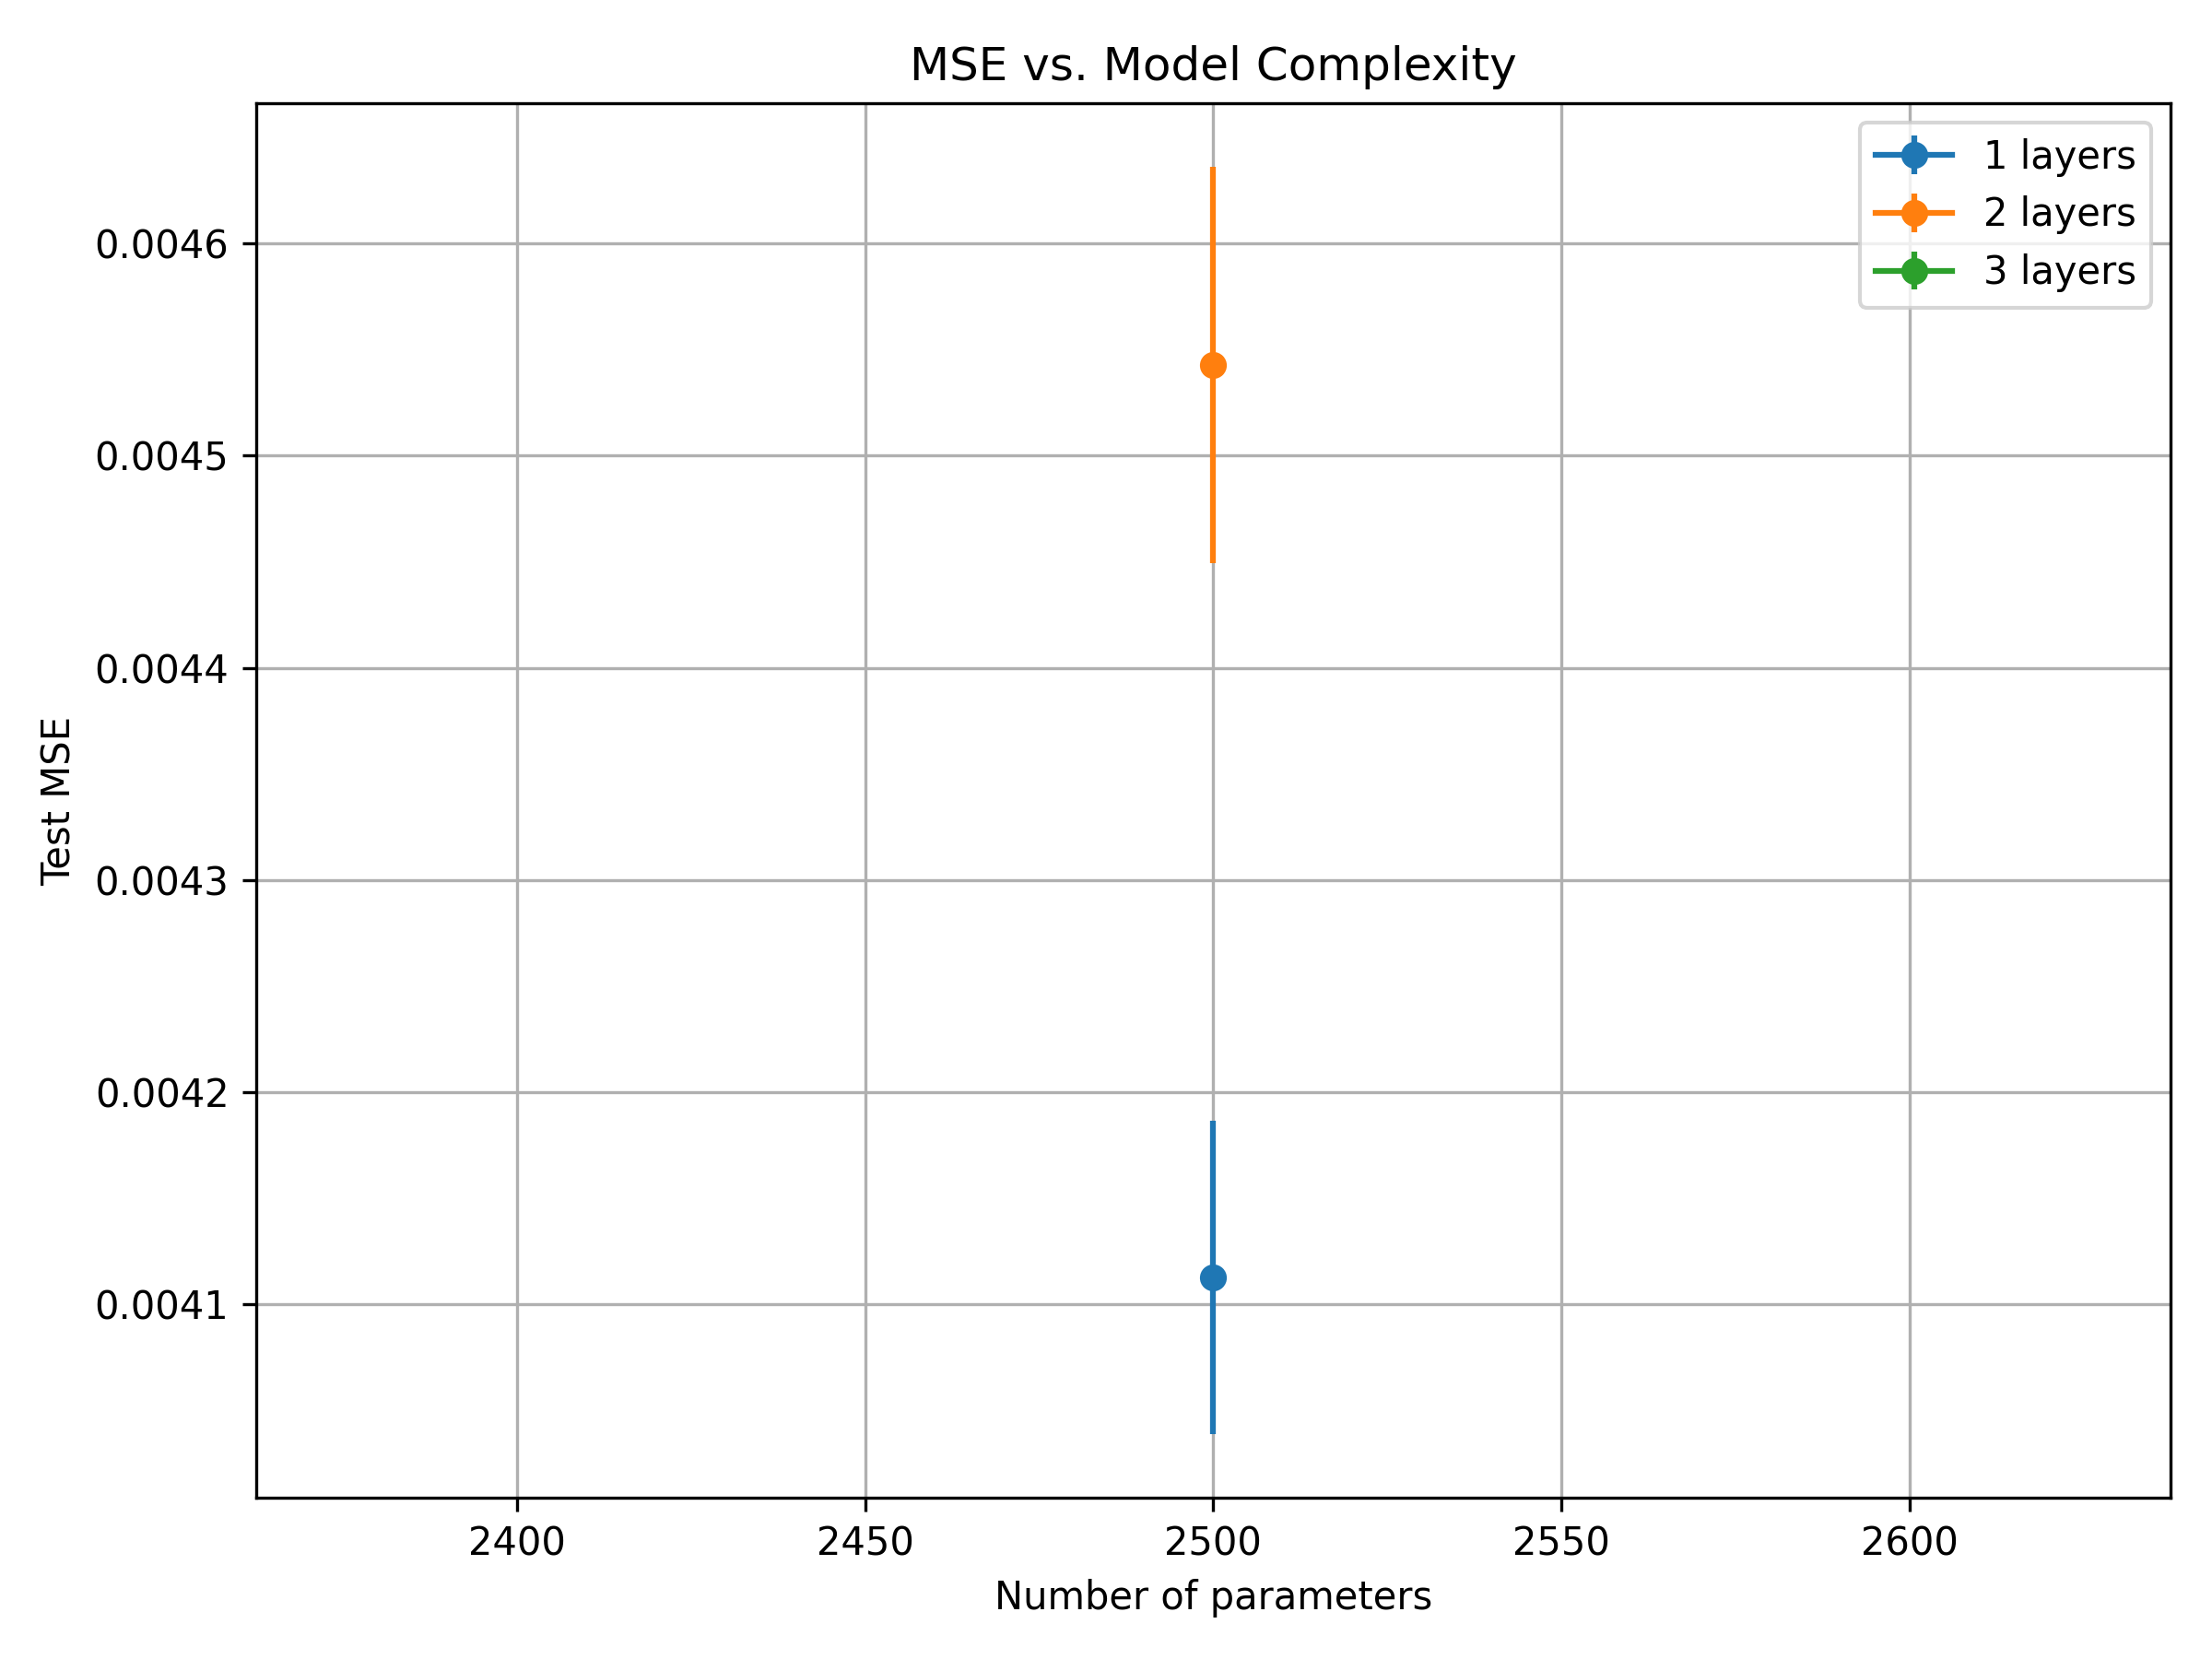 MSE vs. Model Complexity
1 layers
2 layers
3 layers
0.0046
0.0045
0.0044
0.0043
0.0042
0.0041
Test MSE
2400 2450 2500 2550 2600
Number of parameters